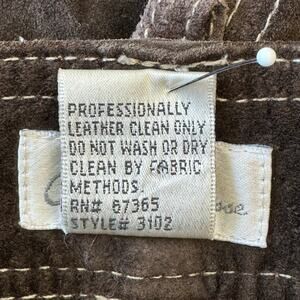 PROFESSIONALLY
LEATHER CLEAN ONLY
DO NOT WASH OR DRY
CLEAN BY FABRIC
METHODS.
RN# 67365
STYLE# 3102